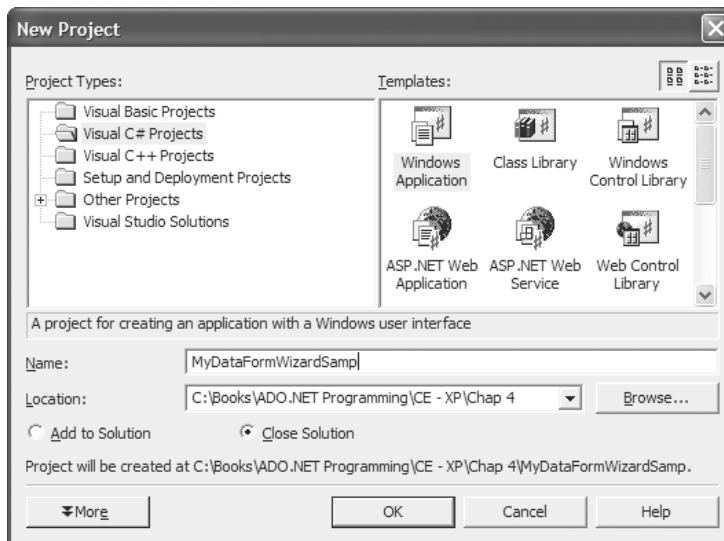 New Project
Project Types:
Templates:
Visual Basic Projects
Visual C# Projects
Visual C++ Projects
Setup and Deployment Projects
Other Projects
Visual Studio Solutions
Windows Application
Class Library
Windows Control Library
ASP.NET Web Application
ASP.NET Web Service
Web Control Library
A project for creating an application with a Windows user interface
Name:
MyDataFormWizardSamp
Location:
C:\Books\ADO.NET Programming\CE - XP\Chap 4
Browse...
Add to Solution
Close Solution
Project will be created at C:\Books\ADO.NET Programming\CE - XP\Chap 4\MyDataFormWizardSamp.
More
OK
Cancel
Help